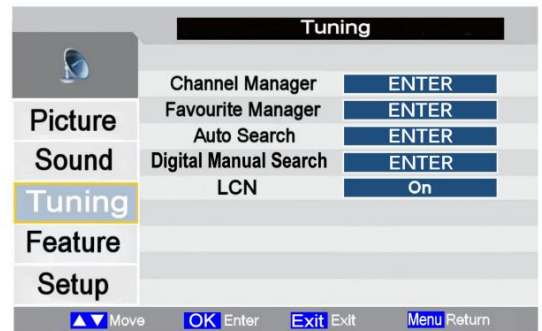 Tuning
Channel Manager ENTER
Favourite Manager ENTER
Auto Search ENTER
Digital Manual Search ENTER
LCN On
Picture
Sound
Tuning
Feature
Setup
▲▼ Move OK Enter Exit Exit Menu Return